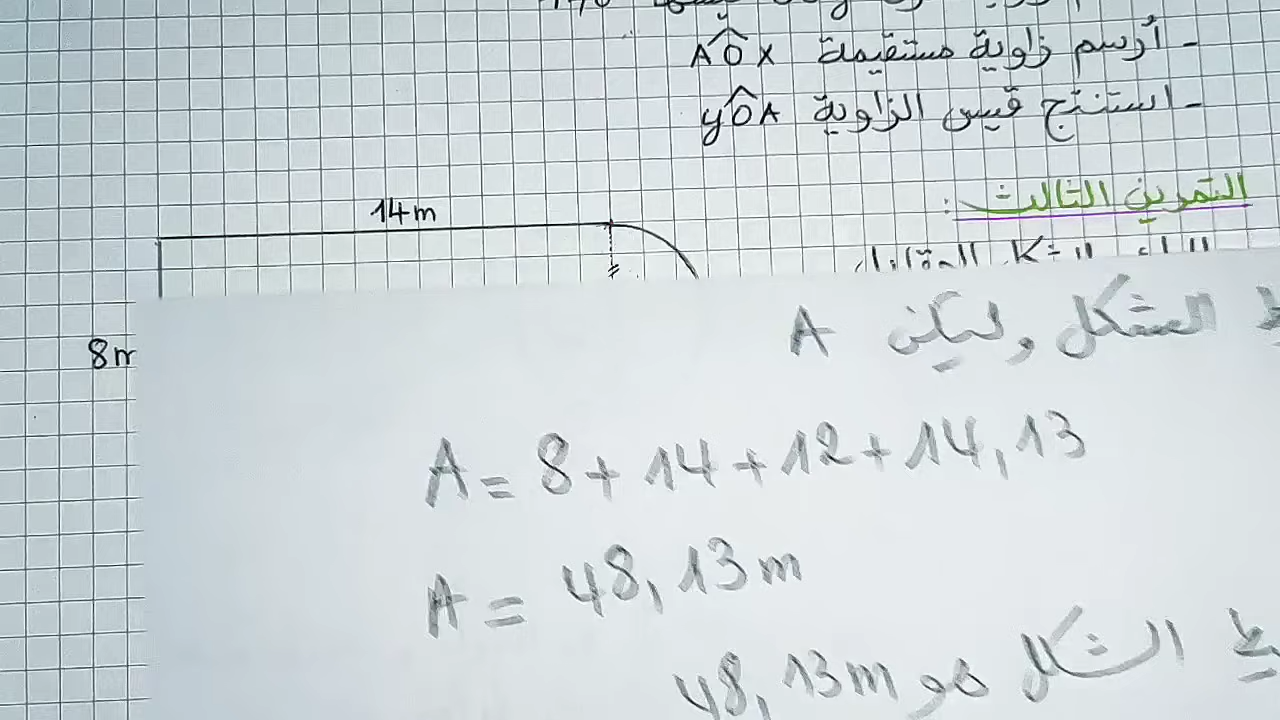 - أرسم زاوية مستقيمة AÔX
- استنتج قيس الزاوية yÔA
التمرين الثالث :
14m
8m
الشكل وليكن A
A = 8 + 14 + 12 + 14,13
A = 48,13m
الشكل هو 48,13m